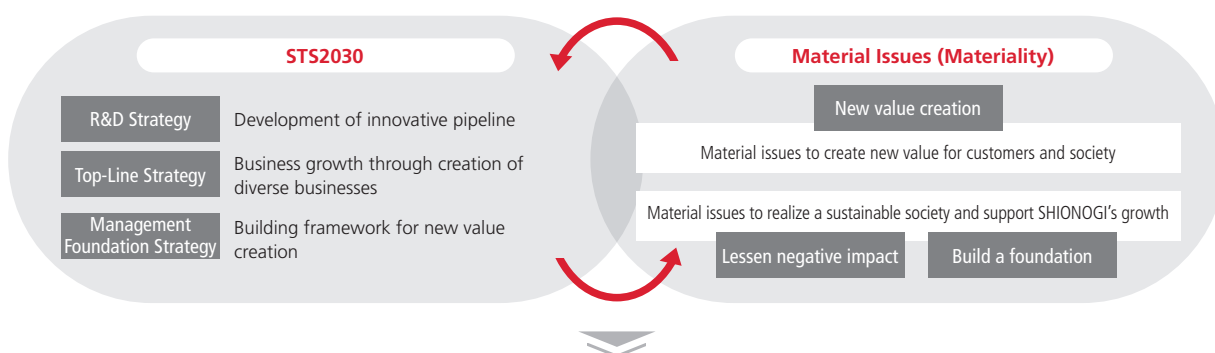 STS2030
R&D Strategy
Development of innovative pipeline
Top-Line Strategy
Business growth through creation of
diverse businesses
Management
Foundation Strategy
Building framework for new value
creation
Material Issues (Materiality)
New value creation
Material issues to create new value for customers and society
Material issues to realize a sustainable society and support SHIONOGI's growth
Lessen negative impact
Build a foundation